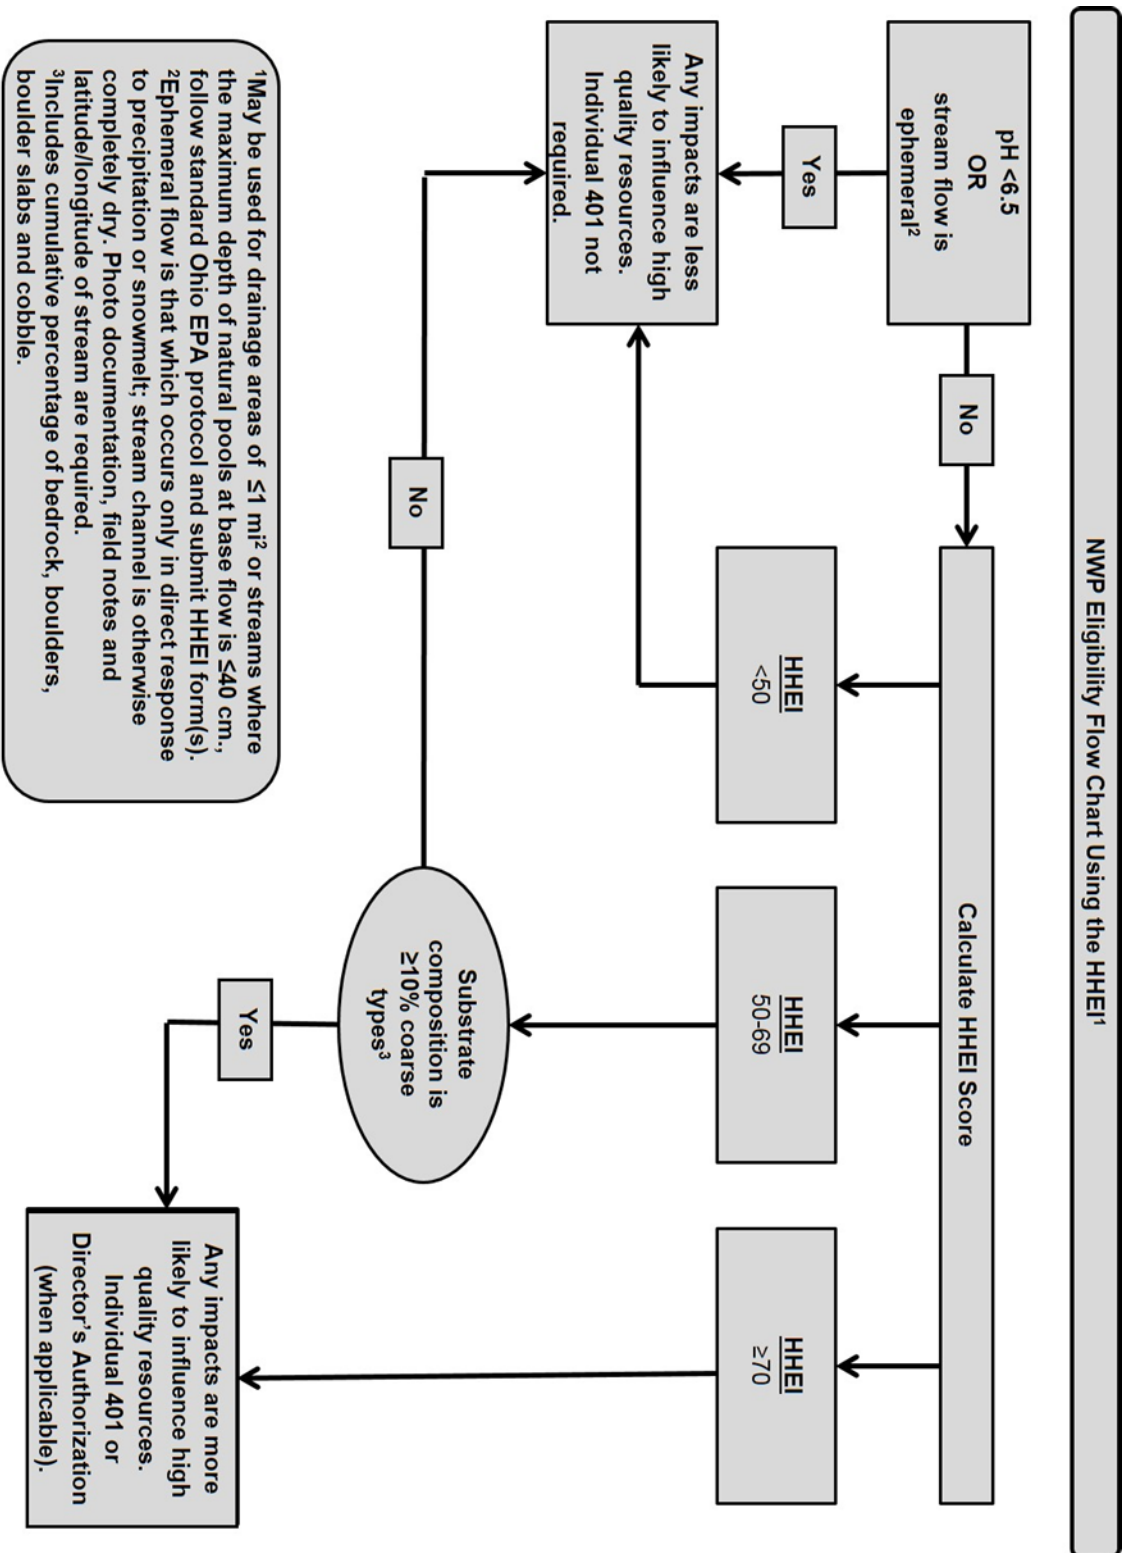 NWP Eligibility Flow Chart Using the HHEI¹
pH <6.5
OR
stream flow is
ephemeral²
No
Calculate HHEI Score
Yes
HHEI
<50
HHEI
50-69
HHEI
≥70
Any impacts are less
likely to influence high
quality resources.
Individual 401 not
required.
No
Substrate
composition is
≥10% coarse
types³
Yes
Any impacts are more
likely to influence high
quality resources.
Individual 401 or
Director's Authorization
(when applicable).
¹May be used for drainage areas of ≤1 mi² or streams where
the maximum depth of natural pools at base flow is ≤40 cm.,
follow standard Ohio EPA protocol and submit HHEI form(s).
²Ephemeral flow is that which occurs only in direct response
to precipitation or snowmelt; stream channel is otherwise
completely dry. Photo documentation, field notes and
latitude/longitude of stream are required.
³Includes cumulative percentage of bedrock, boulders,
boulder slabs and cobble.